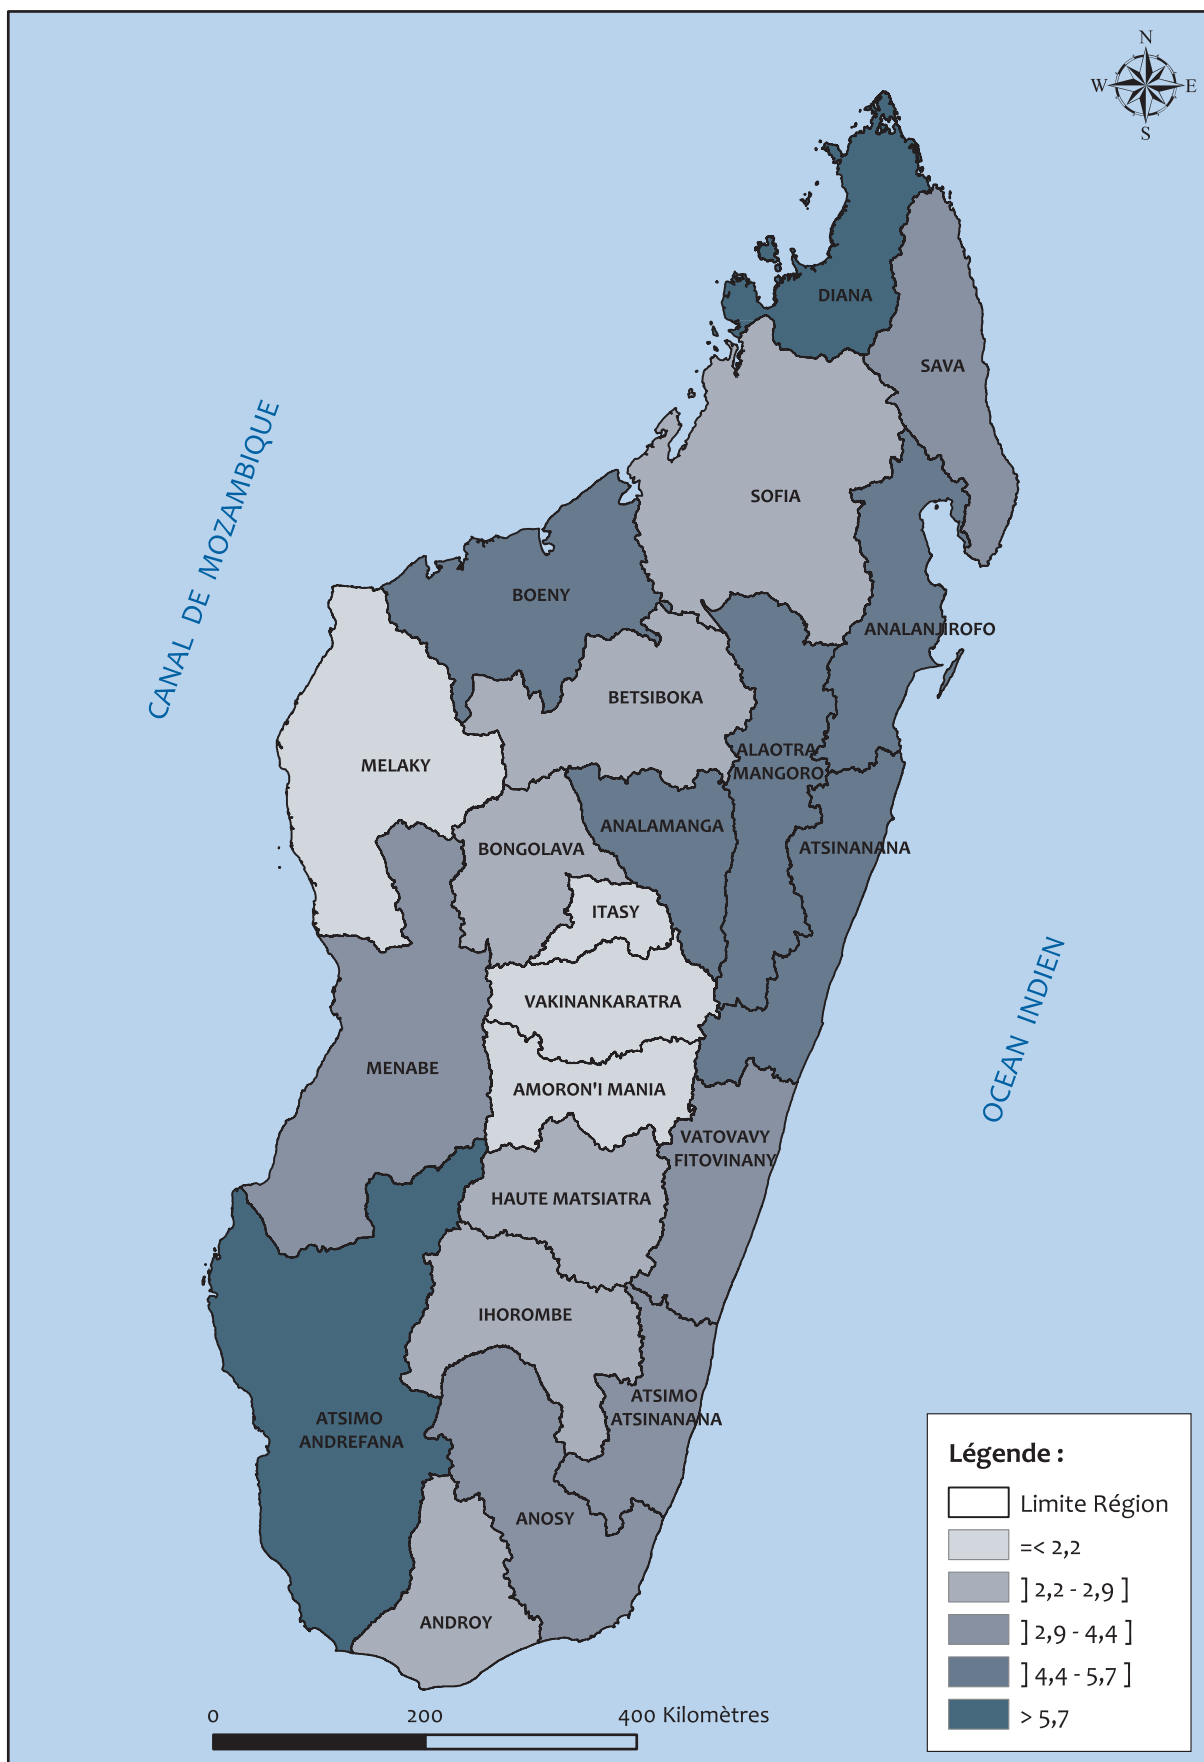 N
W
E
S
DIANA
SAVA
CANAL DE MOZAMBIQUE
SOFIA
BOENY
ANALANJIROFO
BETSIBOKA
MELAKY
ALAOTRA
MANGORO
ANALAMANGA
BONGOLAVA
ATSINANANA
ITASY
VAKINANKARATRA
OCEAN INDIEN
MENABE
AMORON'I MANIA
VATOVAVY
FITOVINANY
HAUTE MATSIATRA
IHOROMBE
ATSIMO
ATSINANANA
ATSIMO
ANDREFANA
ANOSY
ANDROY
Légende :
Limite Région
=< 2,2
] 2,2 - 2,9 ]
] 2,9 - 4,4 ]
] 4,4 - 5,7 ]
> 5,7
0 200 400 Kilomètres